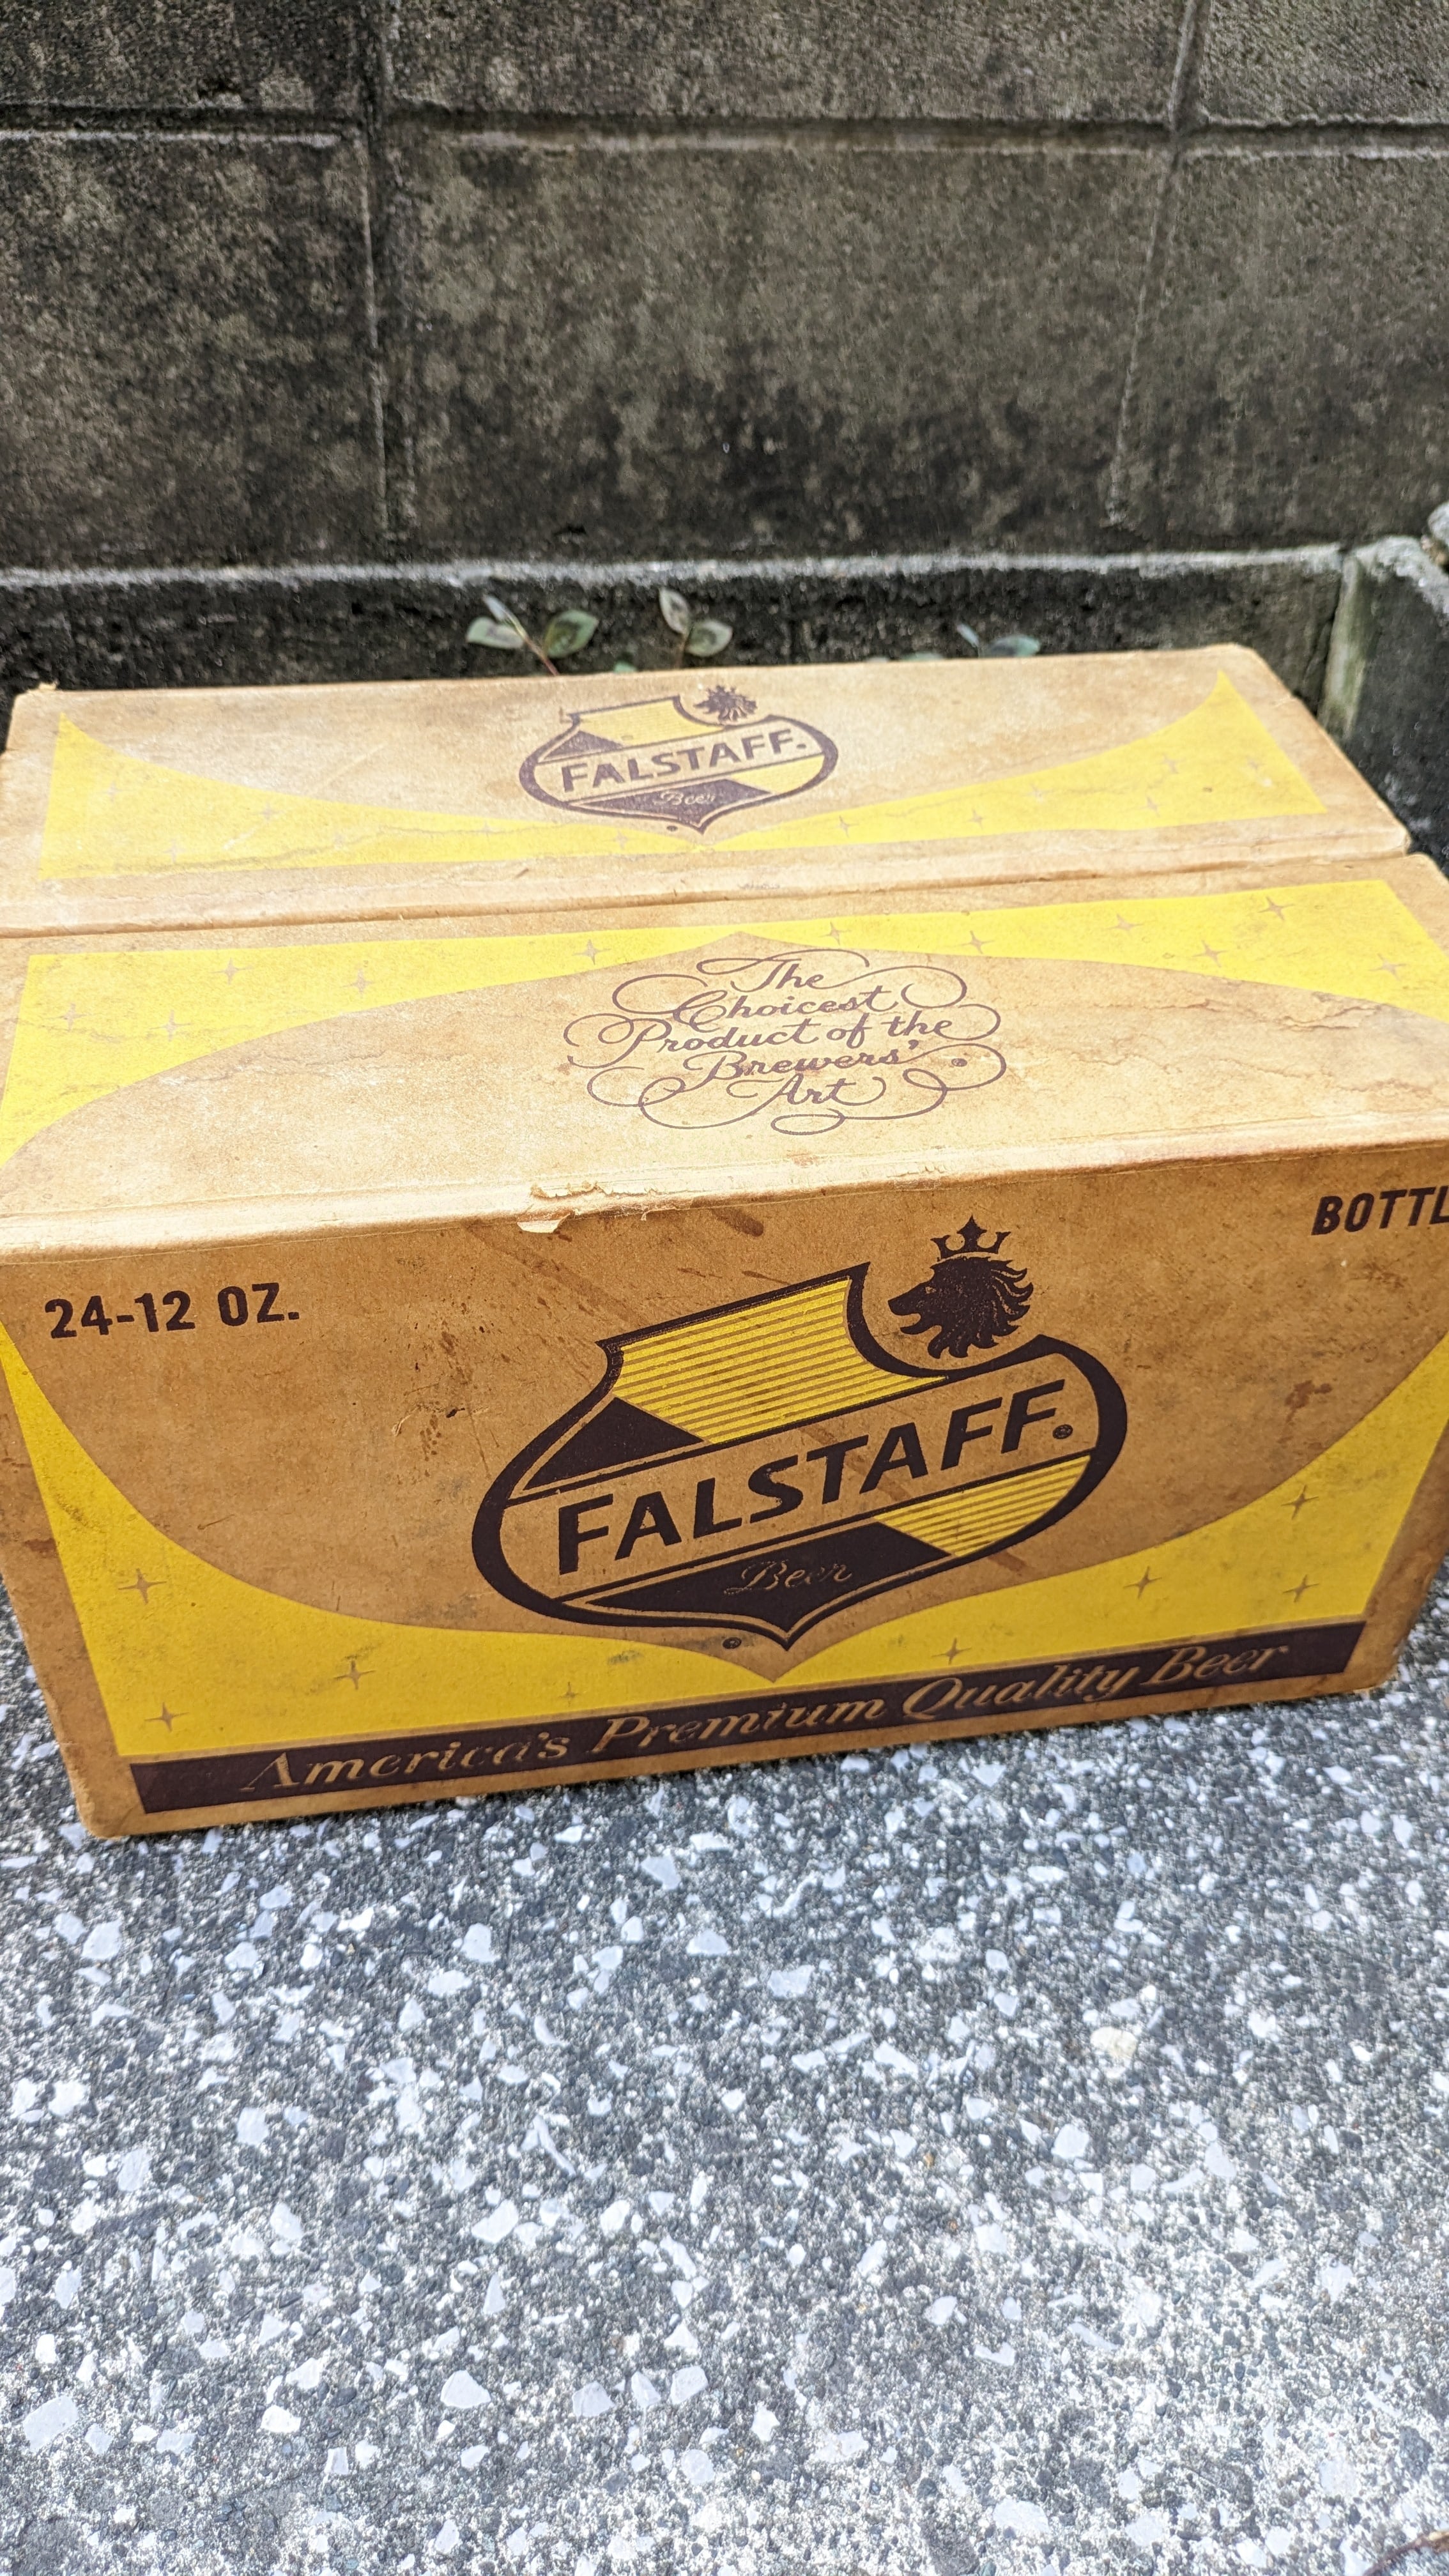 FALSTAFF.
Beer
The
Choicest
Product of the
Brewers'
Art
24-12 OZ.
BOTTL
FALSTAFF.®
Beer
America's Premium Quality Beer